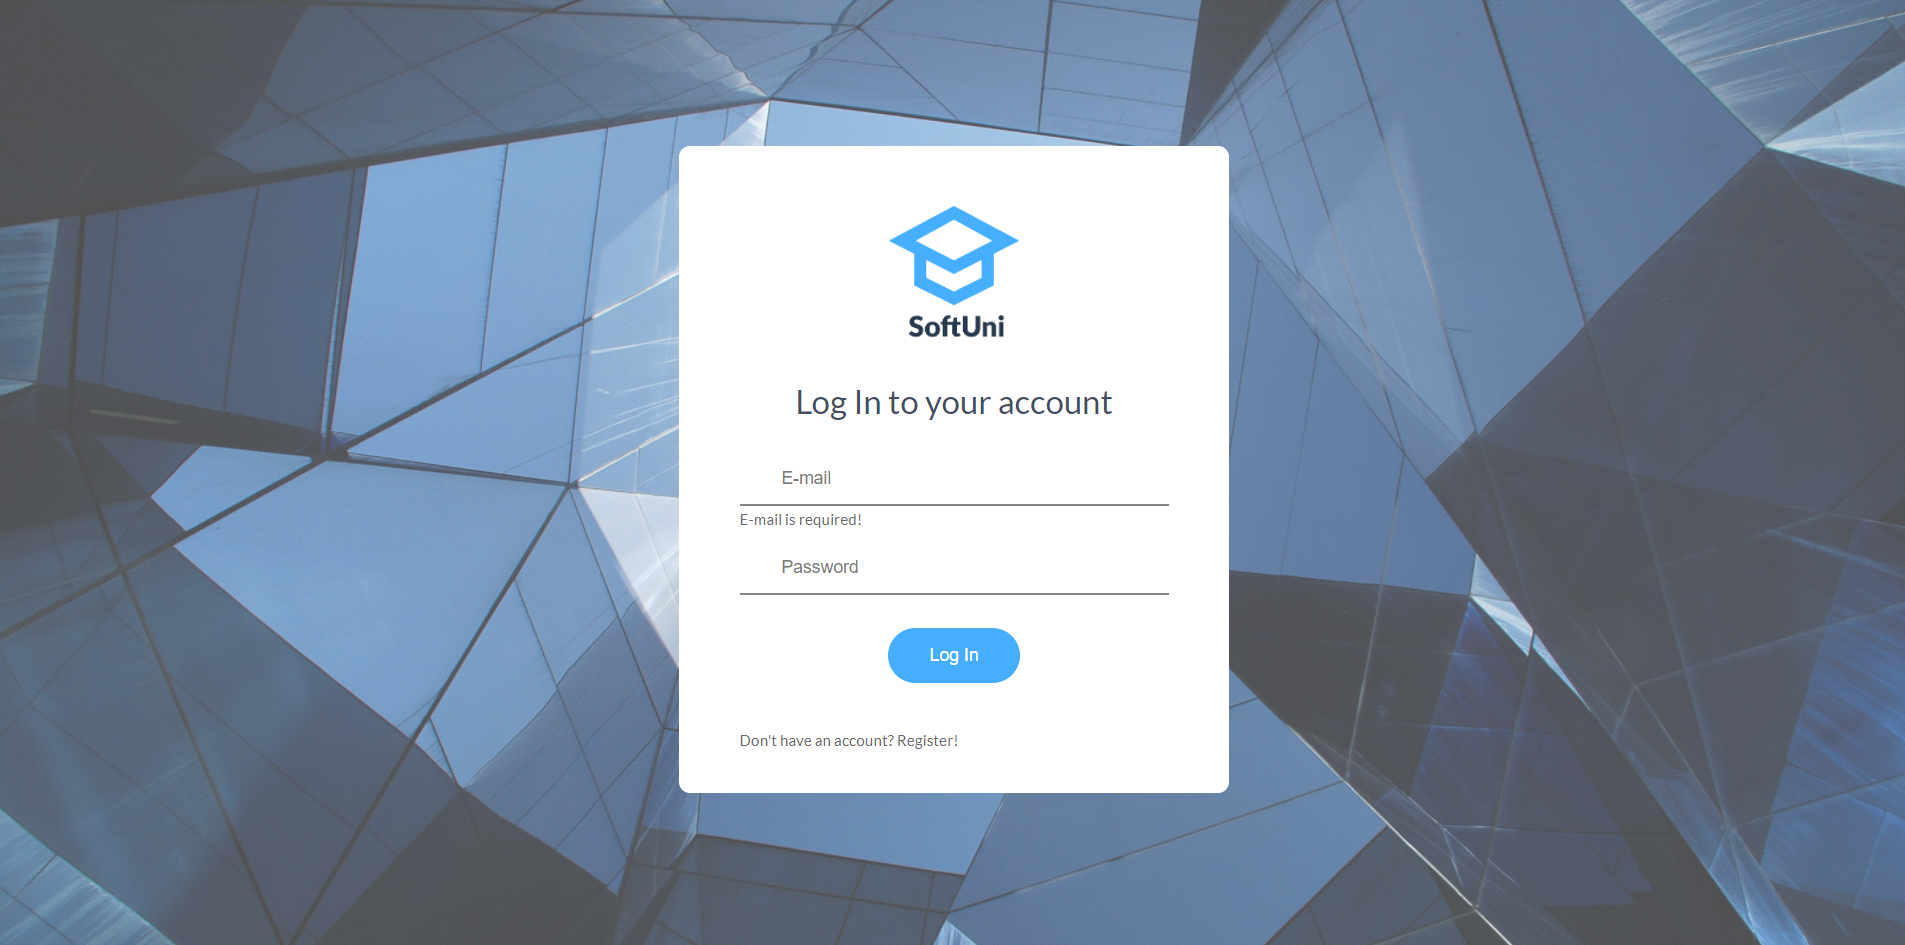 SoftUni
Log In to your account
E-mail
E-mail is required!
Password
Log In
Don't have an account? Register!